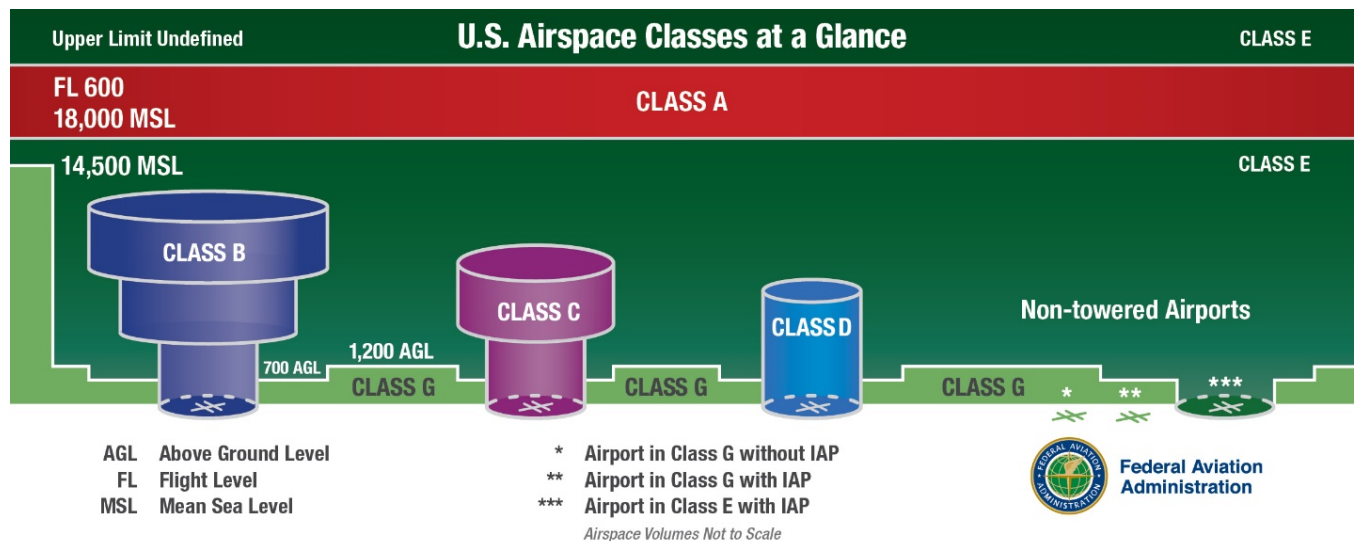 U.S. Airspace Classes at a Glance
Upper Limit Undefined
CLASS E
FL 600
18,000 MSL
CLASS A
14,500 MSL
CLASS E
CLASS B
CLASS C
CLASS D
Non-towered Airports
700 AGL
1,200 AGL
CLASS G
CLASS G
CLASS G
*
**
***
AGL Above Ground Level
FL Flight Level
MSL Mean Sea Level
* Airport in Class G without IAP
** Airport in Class G with IAP
*** Airport in Class E with IAP
Airspace Volumes Not to Scale
FEDERAL AVIATION
ADMINISTRATION
Federal Aviation
Administration